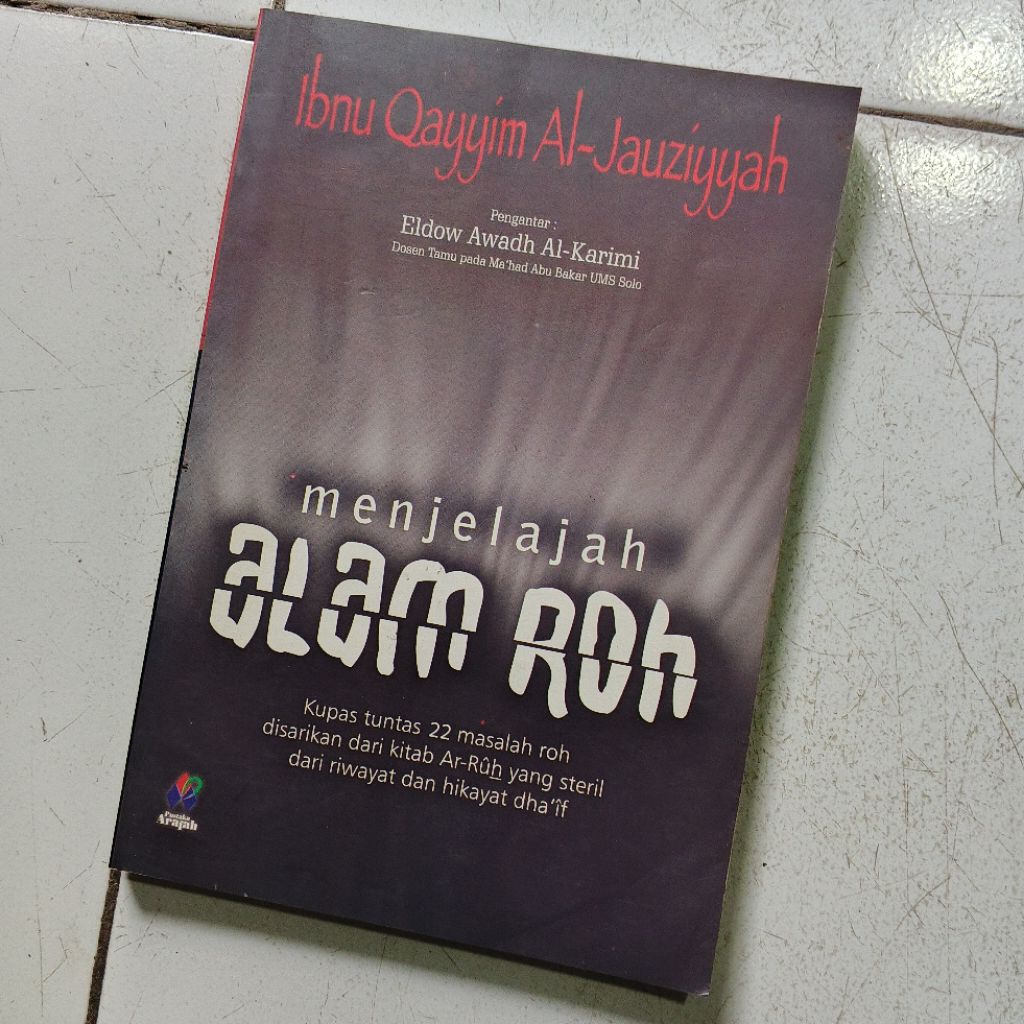 Ibnu Qayyim Al-Jauziyyah
Pengantar :
Eldow Awadh Al-Karimi
Dosen Tamu pada Ma'had Abu Bakar UMS Solo
menjelajah
aLam Roh
Kupas tuntas 22 masalah roh
disarikan dari kitab Ar-Rûh̲ yang steril
dari riwayat dan hikayat dha'îf
Pustaka
Arafah